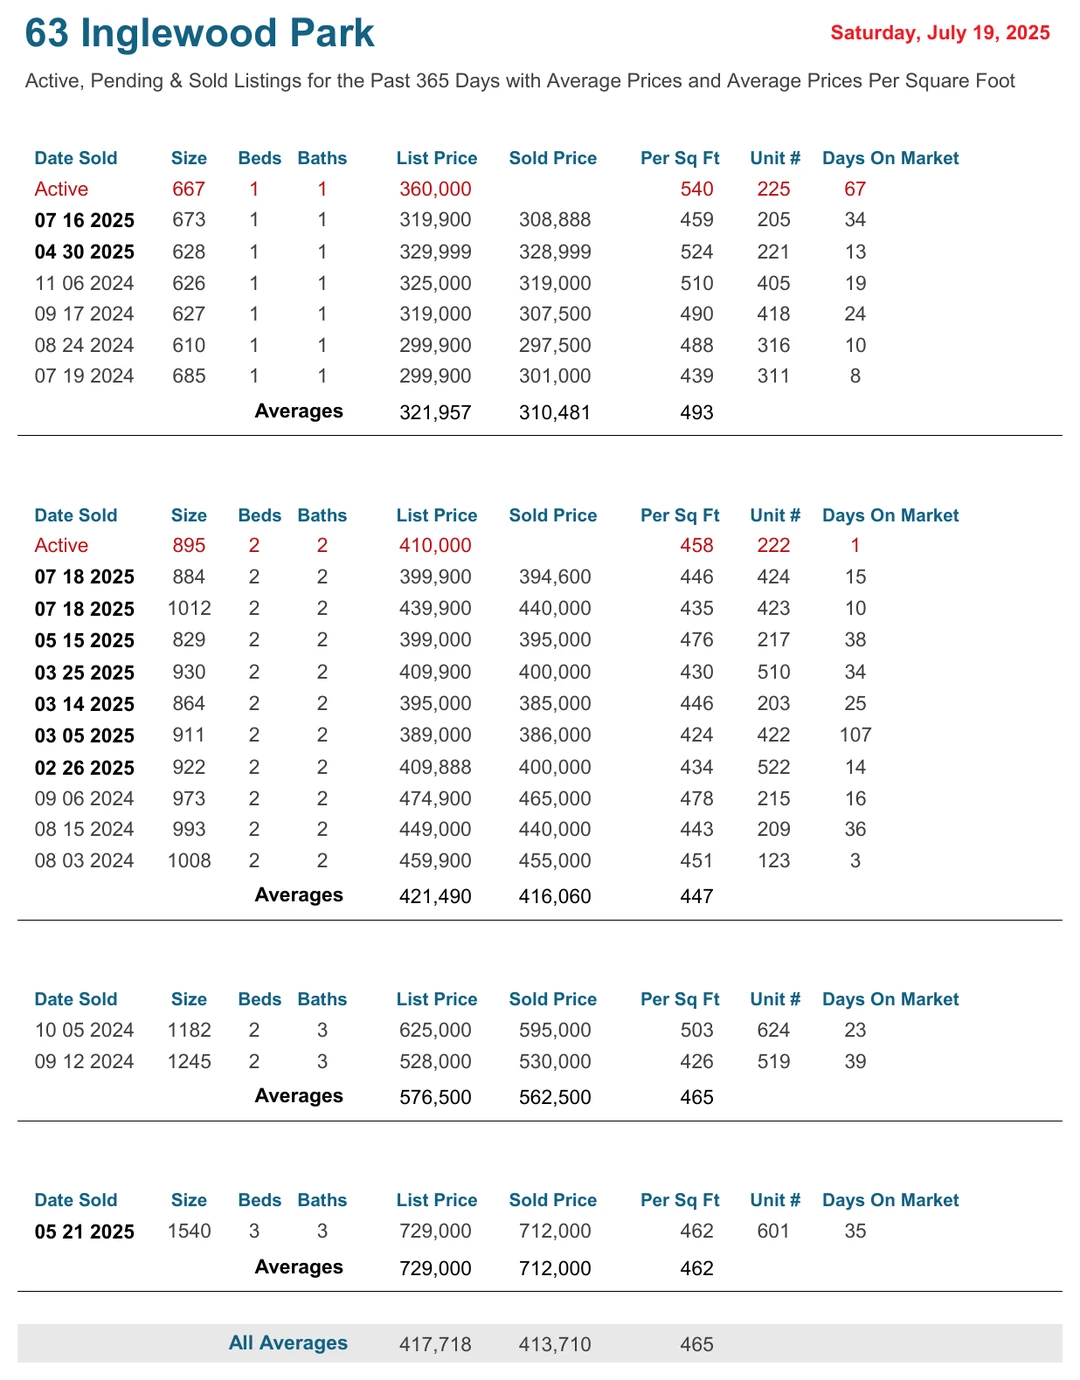 63 Inglewood Park
Saturday, July 19, 2025
Active, Pending & Sold Listings for the Past 365 Days with Average Prices and Average Prices Per Square Foot
Date Sold Size Beds Baths List Price Sold Price Per Sq Ft Unit # Days On Market
Active 667 1 1 360,000 540 225 67
07 16 2025 673 1 1 319,900 308,888 459 205 34
04 30 2025 628 1 1 329,999 328,999 524 221 13
11 06 2024 626 1 1 325,000 319,000 510 405 19
09 17 2024 627 1 1 319,000 307,500 490 418 24
08 24 2024 610 1 1 299,900 297,500 488 316 10
07 19 2024 685 1 1 299,900 301,000 439 311 8
Averages 321,957 310,481 493
Date Sold Size Beds Baths List Price Sold Price Per Sq Ft Unit # Days On Market
Active 895 2 2 410,000 458 222 1
07 18 2025 884 2 2 399,900 394,600 446 424 15
07 18 2025 1012 2 2 439,900 440,000 435 423 10
05 15 2025 829 2 2 399,000 395,000 476 217 38
03 25 2025 930 2 2 409,900 400,000 430 510 34
03 14 2025 864 2 2 395,000 385,000 446 203 25
03 05 2025 911 2 2 389,000 386,000 424 422 107
02 26 2025 922 2 2 409,888 400,000 434 522 14
09 06 2024 973 2 2 474,900 465,000 478 215 16
08 15 2024 993 2 2 449,000 440,000 443 209 36
08 03 2024 1008 2 2 459,900 455,000 451 123 3
Averages 421,490 416,060 447
Date Sold Size Beds Baths List Price Sold Price Per Sq Ft Unit # Days On Market
10 05 2024 1182 2 3 625,000 595,000 503 624 23
09 12 2024 1245 2 3 528,000 530,000 426 519 39
Averages 576,500 562,500 465
Date Sold Size Beds Baths List Price Sold Price Per Sq Ft Unit # Days On Market
05 21 2025 1540 3 3 729,000 712,000 462 601 35
Averages 729,000 712,000 462
All Averages 417,718 413,710 465